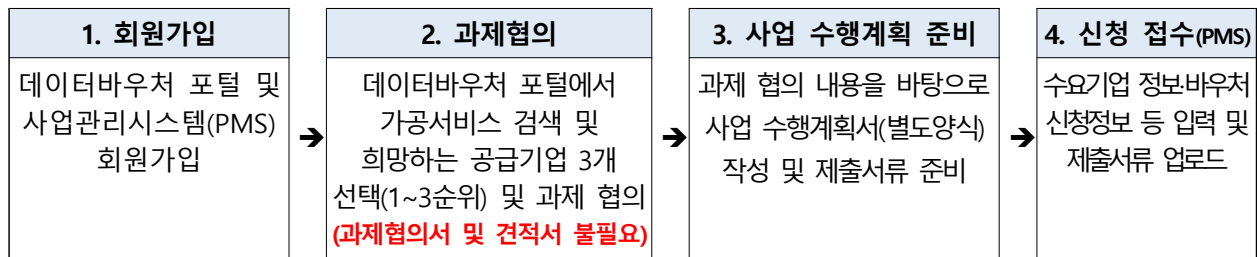 1. 회원가입
데이터바우처 포털 및
사업관리시스템(PMS)
회원가입
➔
2. 과제협의
데이터바우처 포털에서
가공서비스 검색 및
희망하는 공급기업 3개
선택(1~3순위) 및 과제 협의
(과제협의서 및 견적서 불필요)
➔
3. 사업 수행계획 준비
과제 협의 내용을 바탕으로
사업 수행계획서(별도양식)
작성 및 제출서류 준비
➔
4. 신청 접수(PMS)
수요기업 정보·바우처
신청정보 등 입력 및
제출서류 업로드